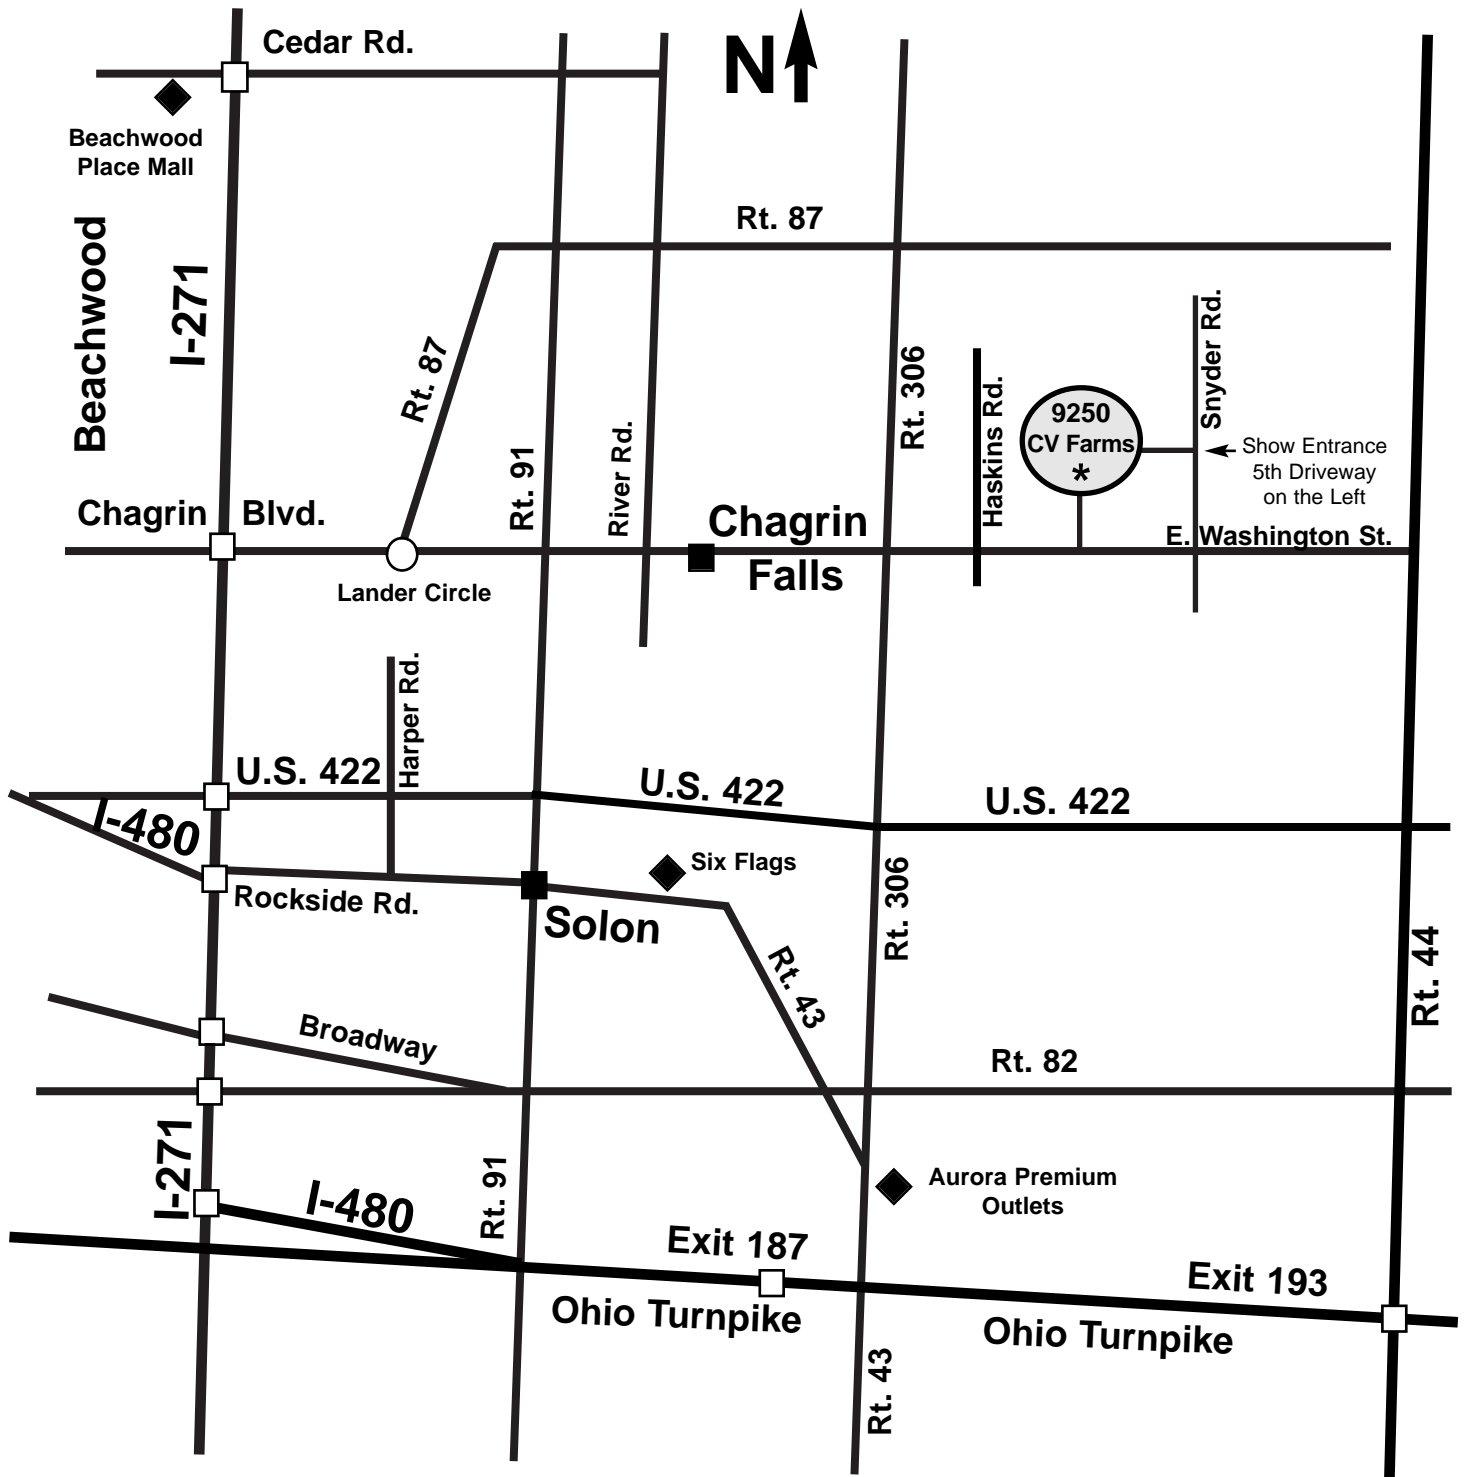 Cedar Rd.
N
Beachwood
Place Mall
Beachwood
I-271
Rt. 87
Rt. 87
Rt. 91
River Rd.
Rt. 306
Haskins Rd.
9250
CV Farms
*
Snyder Rd.
Show Entrance
5th Driveway
on the Left
Chagrin Blvd.
Lander Circle
Chagrin
Falls
E. Washington St.
Harper Rd.
U.S. 422
U.S. 422
U.S. 422
I-480
Rockside Rd.
Six Flags
Solon
Rt. 306
Rt. 43
Rt. 44
Broadway
Rt. 82
I-271
I-480
Rt. 91
Aurora Premium
Outlets
Exit 187
Exit 193
Ohio Turnpike
Ohio Turnpike
Rt. 43